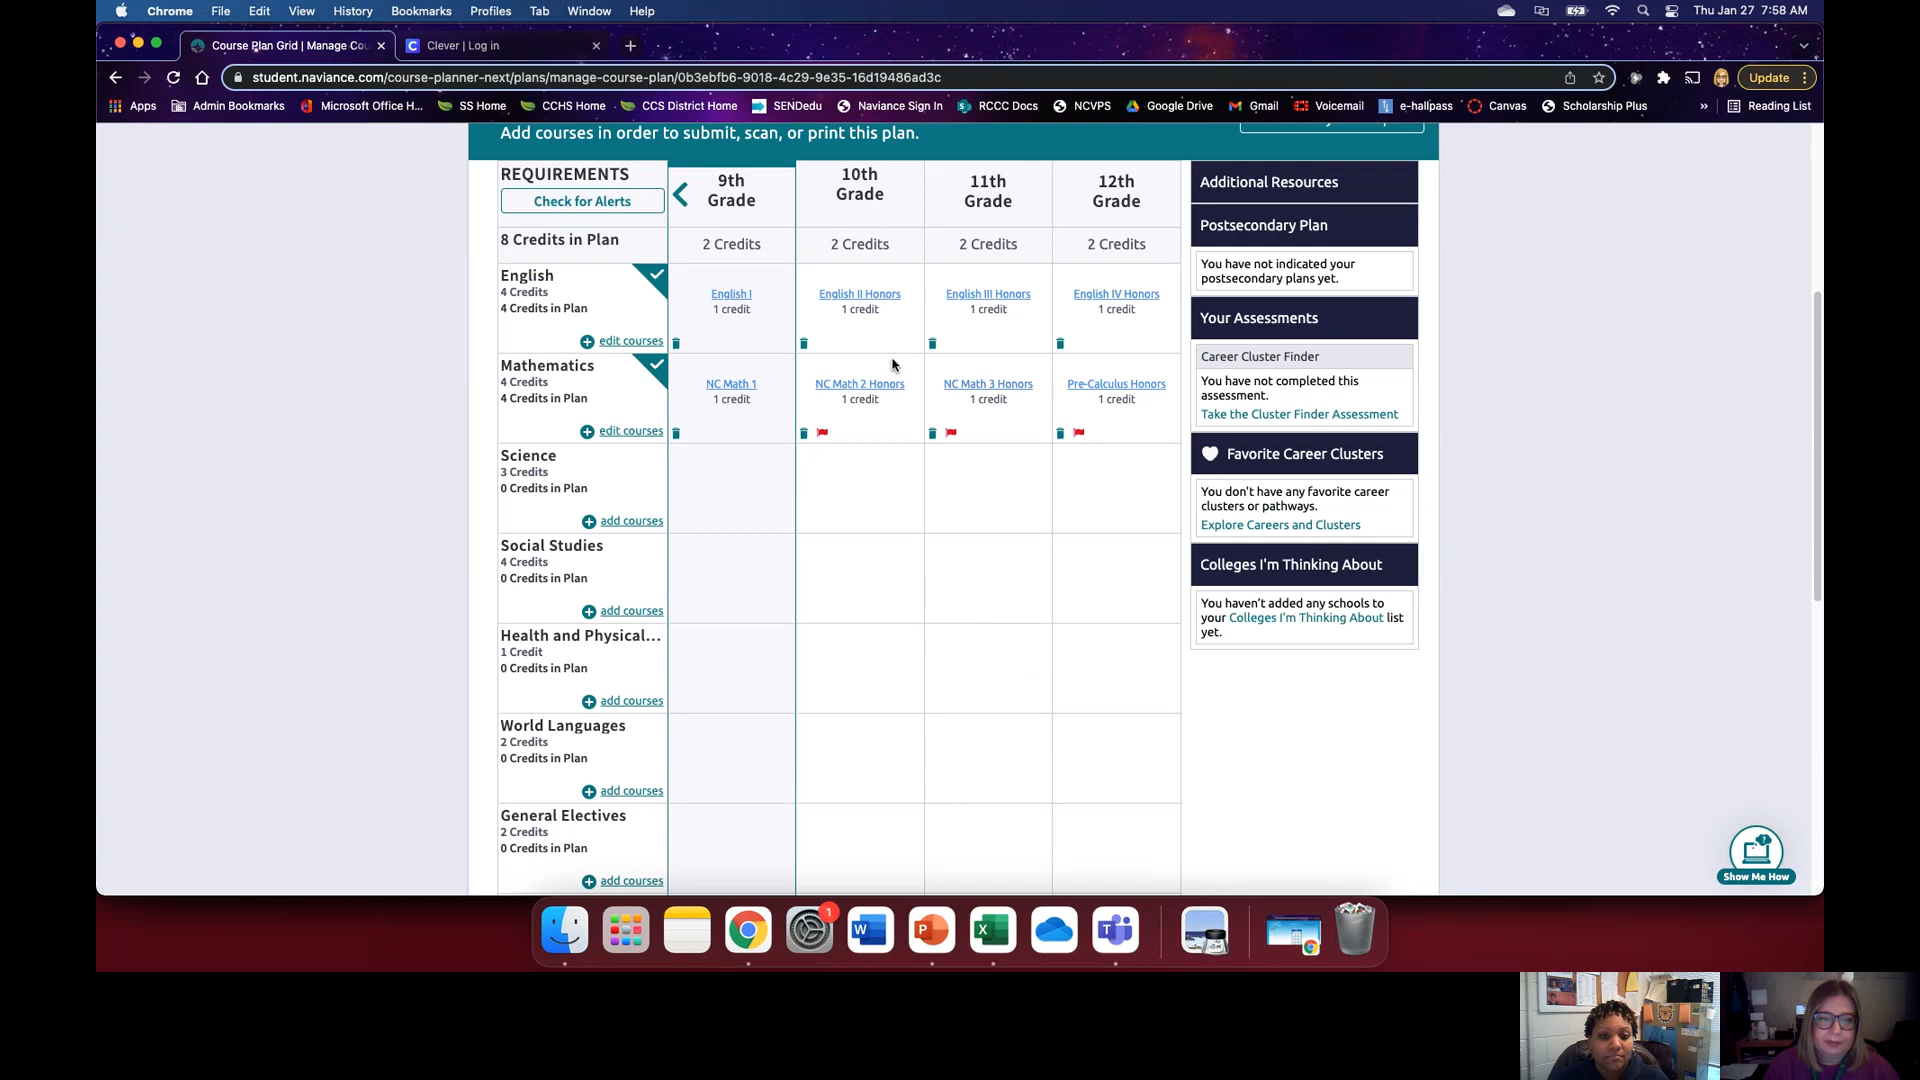 Chrome File Edit View History Bookmarks Profiles Tab Window Help Thu Jan 27 7:58 AM
Course Plan Grid | Manage Cou Clever | Log in
student.naviance.com/course-planner-next/plans/manage-course-plan/0b3ebfb6-9018-4c29-9e35-16d19486ad3c Update
Apps Admin Bookmarks Microsoft Office H... SS Home CCHS Home CCS District Home SENDedu Naviance Sign In RCCC Docs NCVPS Google Drive Gmail Voicemail e-hallpass Canvas Scholarship Plus » Reading List
Add courses in order to submit, scan, or print this plan.
REQUIREMENTS
Check for Alerts
9th Grade
10th Grade
11th Grade
12th Grade
8 Credits in Plan 2 Credits 2 Credits 2 Credits 2 Credits
English
4 Credits
4 Credits in Plan
edit courses
English I
1 credit
English II Honors
1 credit
English III Honors
1 credit
English IV Honors
1 credit
Mathematics
4 Credits
4 Credits in Plan
edit courses
NC Math 1
1 credit
NC Math 2 Honors
1 credit
NC Math 3 Honors
1 credit
Pre-Calculus Honors
1 credit
Science
3 Credits
0 Credits in Plan
add courses
Social Studies
4 Credits
0 Credits in Plan
add courses
Health and Physical...
1 Credit
0 Credits in Plan
add courses
World Languages
2 Credits
0 Credits in Plan
add courses
General Electives
2 Credits
0 Credits in Plan
add courses
Additional Resources
Postsecondary Plan
You have not indicated your
postsecondary plans yet.
Your Assessments
Career Cluster Finder
You have not completed this
assessment.
Take the Cluster Finder Assessment
Favorite Career Clusters
You don't have any favorite career
clusters or pathways.
Explore Careers and Clusters
Colleges I'm Thinking About
You haven't added any schools to
your Colleges I'm Thinking About list
yet.
Show Me How
1
W P X T